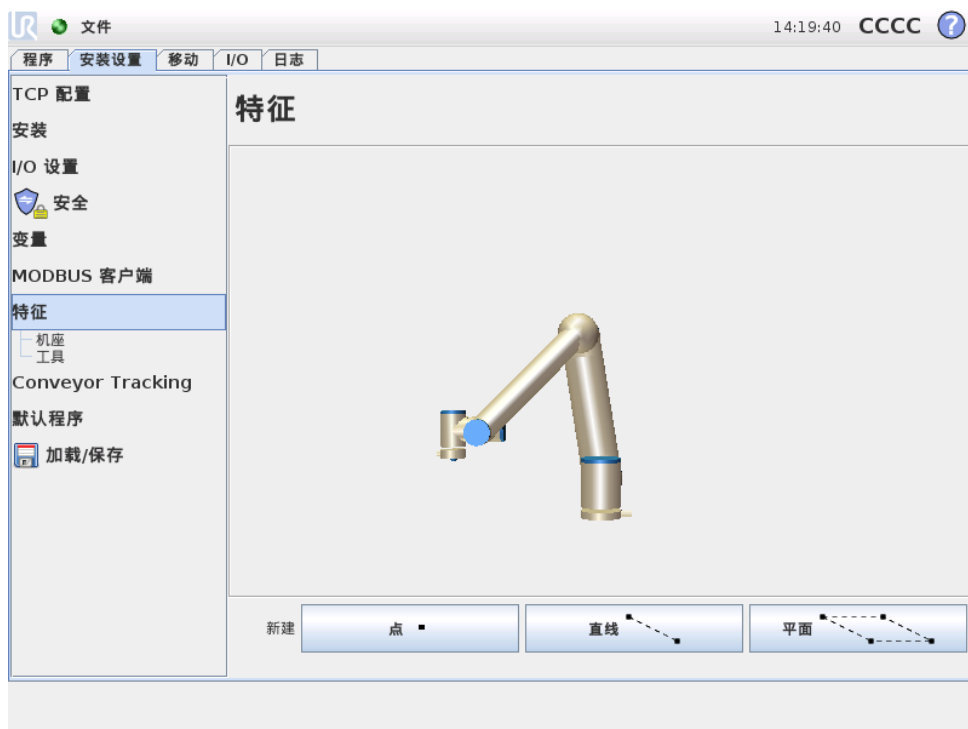 UR 文件 14:19:40 CCCC ?
程序 安装设置 移动 I/O 日志
TCP 配置
特征
安装
I/O 设置
安全
变量
MODBUS 客户端
特征
机座
工具
Conveyor Tracking
默认程序
加载/保存
新建 点 直线 平面